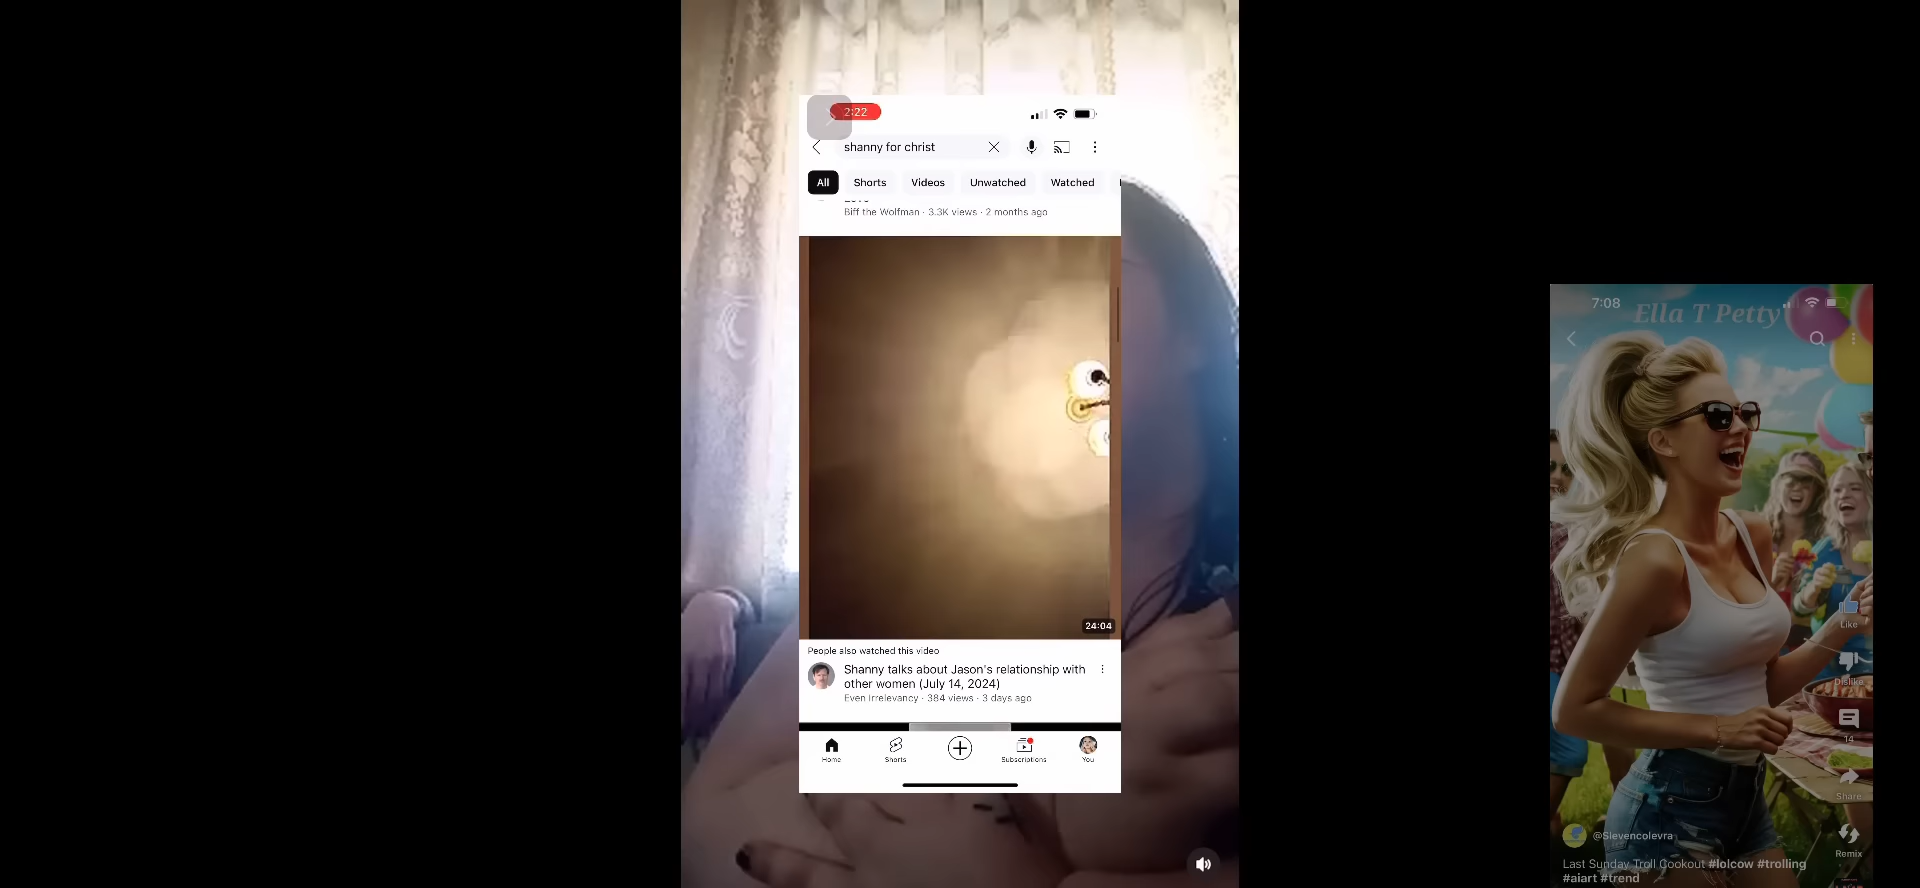 2:22
shanny for christ
All
Shorts
Videos
Unwatched
Watched
Biff the Wolfman · 3.3K views · 2 months ago
24:04
People also watched this video
Shanny talks about Jason's relationship with
other women (July 14, 2024)
Even Irrelevancy · 384 views · 3 days ago
Home
Shorts
Subscriptions
You
7:08
Ella T Petty
Like
Dislike
14
Share
@Slevencolevra
Remix
Last Sunday Troll Cookout #lolcow #trolling
#aiart #trend